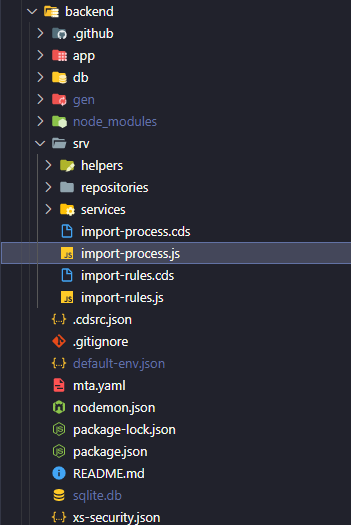 backend
.github
app
db
gen
node_modules
srv
helpers
repositories
services
import-process.cds
JS import-process.js
import-rules.cds
JS import-rules.js
{..} .cdsrc.json
.gitignore
{..} default-env.json
mta.yaml
nodemon.json
package-lock.json
package.json
README.md
sqlite.db
{..} xs-security.json